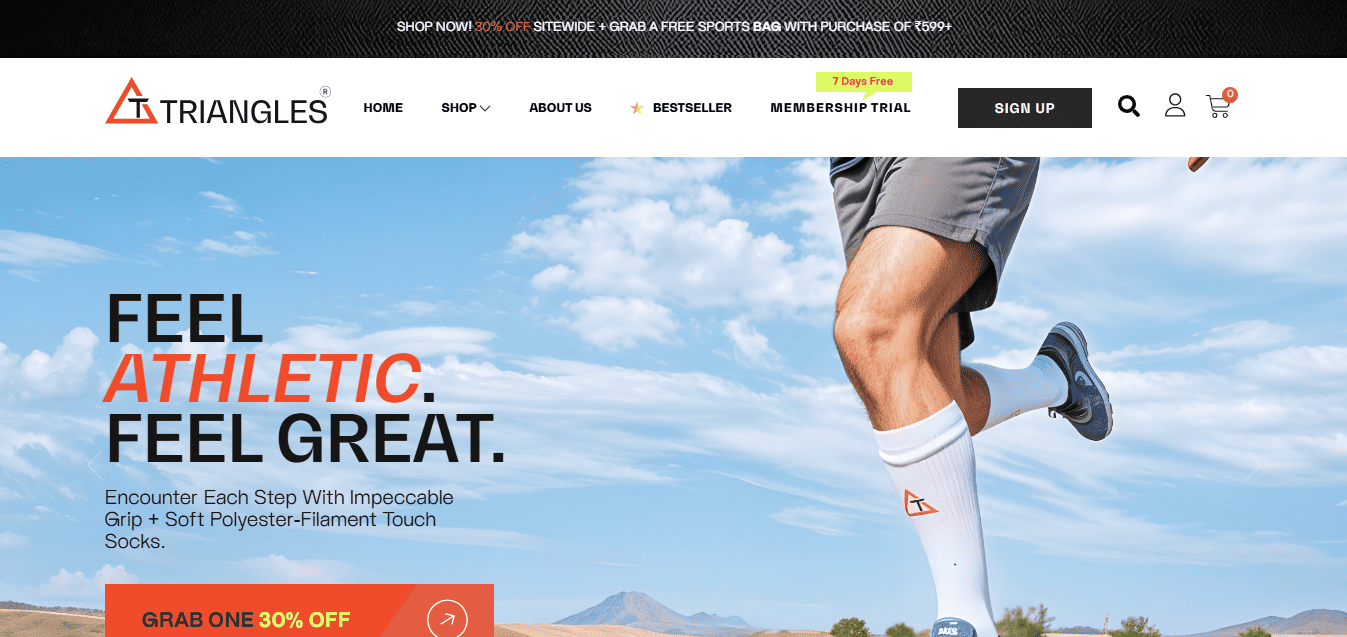 SHOP NOW! 30% OFF SITEWIDE + GRAB A FREE SPORTS BAG WITH PURCHASE OF ₹599+
7 Days Free
T TRIANGLES ®
HOME SHOP ABOUT US BESTSELLER MEMBERSHIP TRIAL SIGN UP 0
FEEL
ATHLETIC.
FEEL GREAT.
Encounter Each Step With Impeccable
Grip + Soft Polyester-Filament Touch
Socks.
T
GRAB ONE 30% OFF